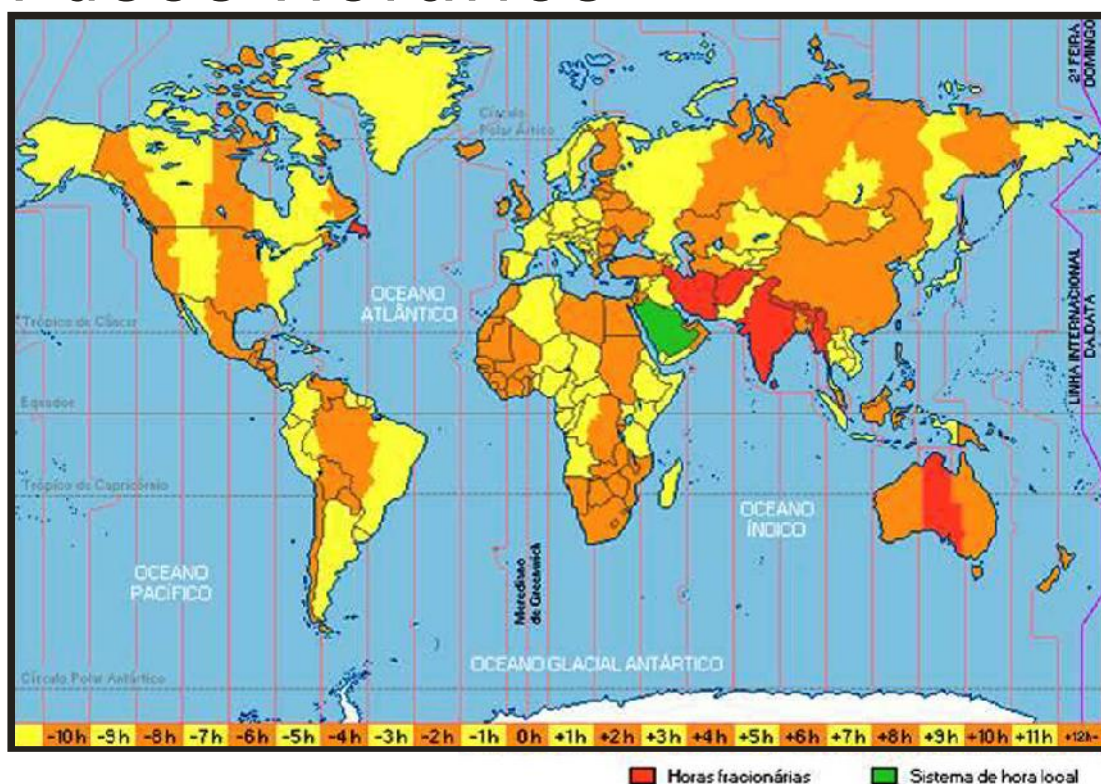 Círculo
Polar Ártico
2ª FEIRA
DOMINGO
OCEANO
ATLÂNTICO
Trópico de Câncer
LINHA INTERNACIONAL
DA DATA
Equador
Trópico de Capricórnio
OCEANO
ÍNDICO
OCEANO
PACÍFICO
Merediano
de Greenwich
OCEANO GLACIAL ANTÁRTICO
Círculo Polar Antártico
-10h -9h -8h -7h -6h -5h -4h -3h -2h -1h 0h +1h +2h +3h +4h +5h +6h +7h +8h +9h +10h +11h +12h-
Horas fracionárias
Sistema de hora local